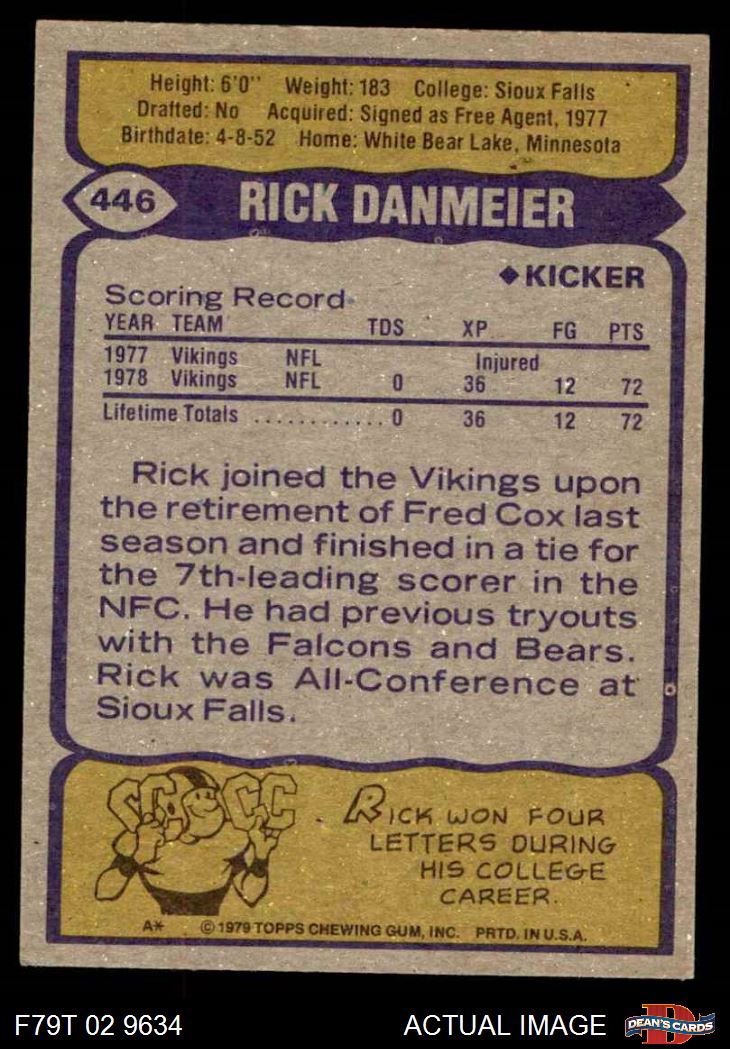 Height: 6'0" Weight: 183 College: Sioux Falls
Drafted: No Acquired: Signed as Free Agent, 1977
Birthdate: 4-8-52 Home: White Bear Lake, Minnesota
446 RICK DANMEIER
◆KICKER
Scoring Record
YEAR TEAM TDS XP FG PTS
1977 Vikings NFL Injured
1978 Vikings NFL 0 36 12 72
Lifetime Totals ............ 0 36 12 72
Rick joined the Vikings upon
the retirement of Fred Cox last
season and finished in a tie for
the 7th-leading scorer in the
NFC. He had previous tryouts
with the Falcons and Bears.
Rick was All-Conference at
Sioux Falls.
CC CC
RICK WON FOUR
LETTERS DURING
HIS COLLEGE
CAREER.
A* © 1979 TOPPS CHEWING GUM, INC. PRTD. IN U.S.A.
F79T 02 9634 ACTUAL IMAGE D DEAN'S CARDS